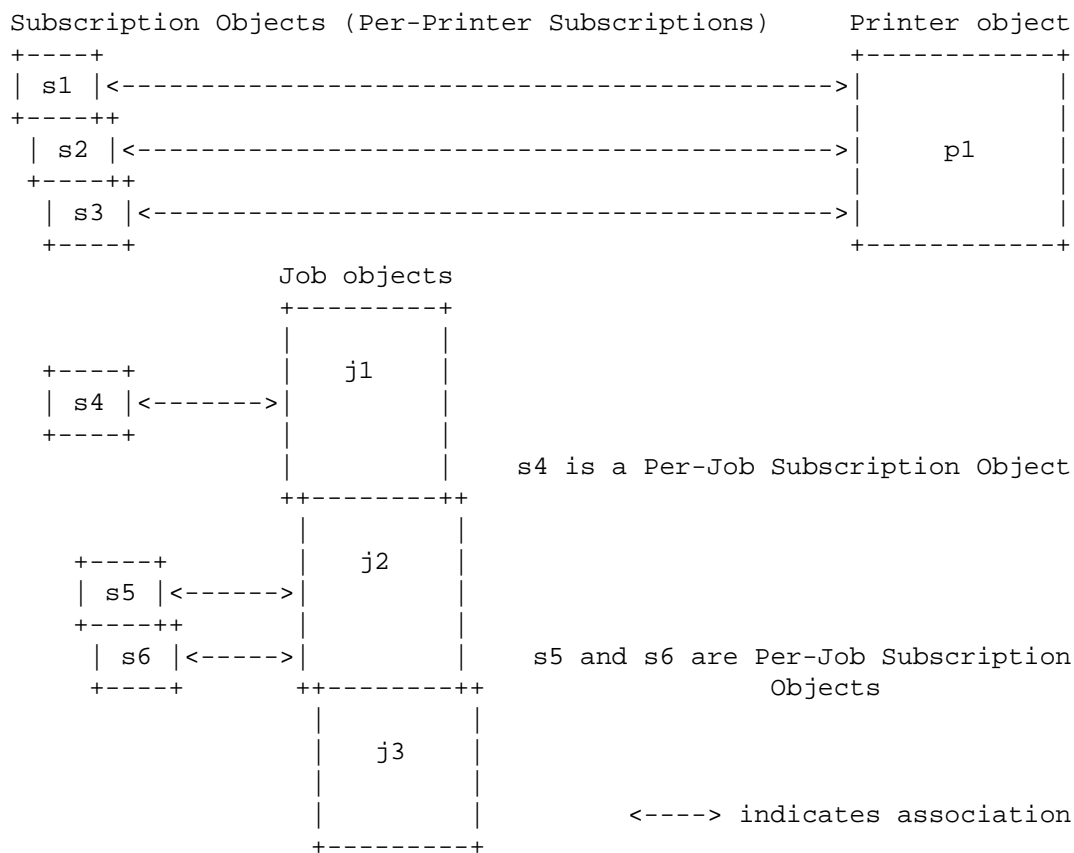 Subscription Objects (Per-Printer Subscriptions) Printer object
s1
s2 p1
s3
Job objects
j1
s4
s4 is a Per-Job Subscription Object
j2
s5
s6 s5 and s6 are Per-Job Subscription
Objects
j3
<----> indicates association